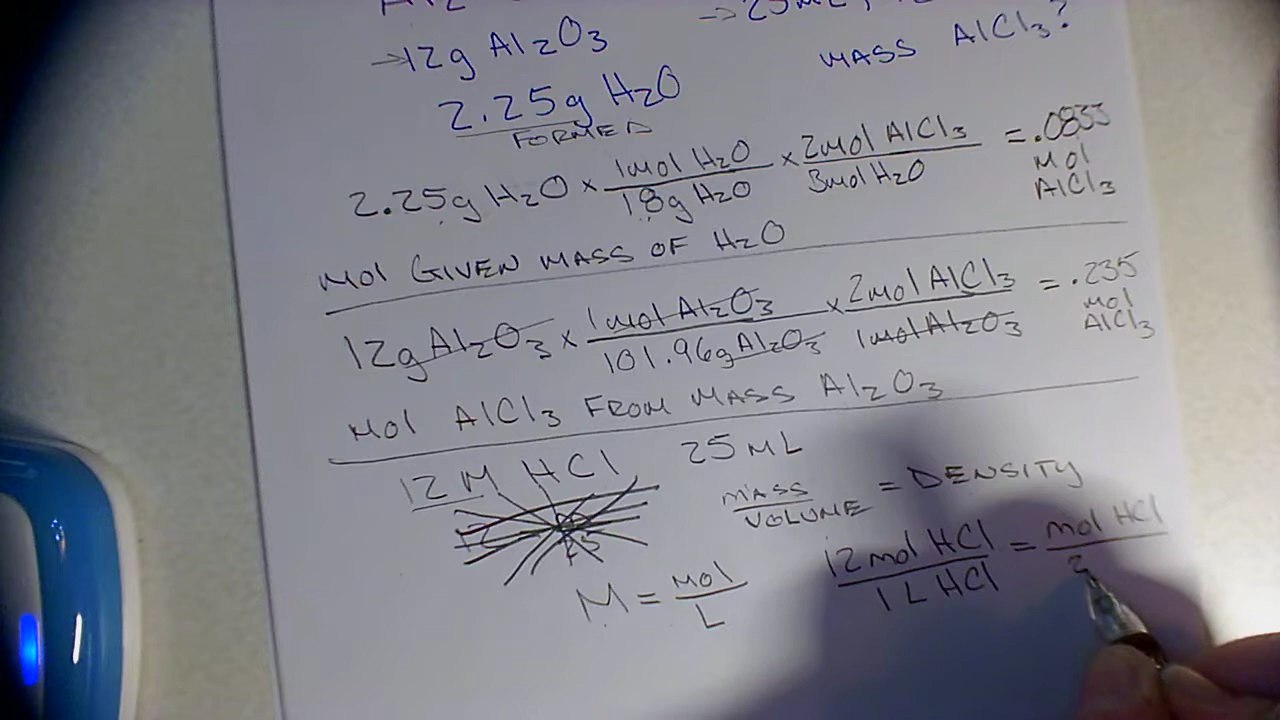 Al2
→ 25mL, 12
→ 12g Al2O3
MASS AlCl3?
2.25g H2O
FORMED
2.25g H2O × 1mol H2O × 2mol AlCl3 = .0833
18g H2O 3mol H2O mol
AlCl3
mol GIVEN MASS OF H2O
12g Al2O3 × 1mol Al2O3 × 2mol AlCl3 = .235
101.96g Al2O3 1mol Al2O3 mol
AlCl3
mol AlCl3 FROM MASS Al2O3
12 M HCl 25 mL
MASS = DENSITY
VOLUME
M = mol
L
12mol HCl = mol HCl
1 L HCl